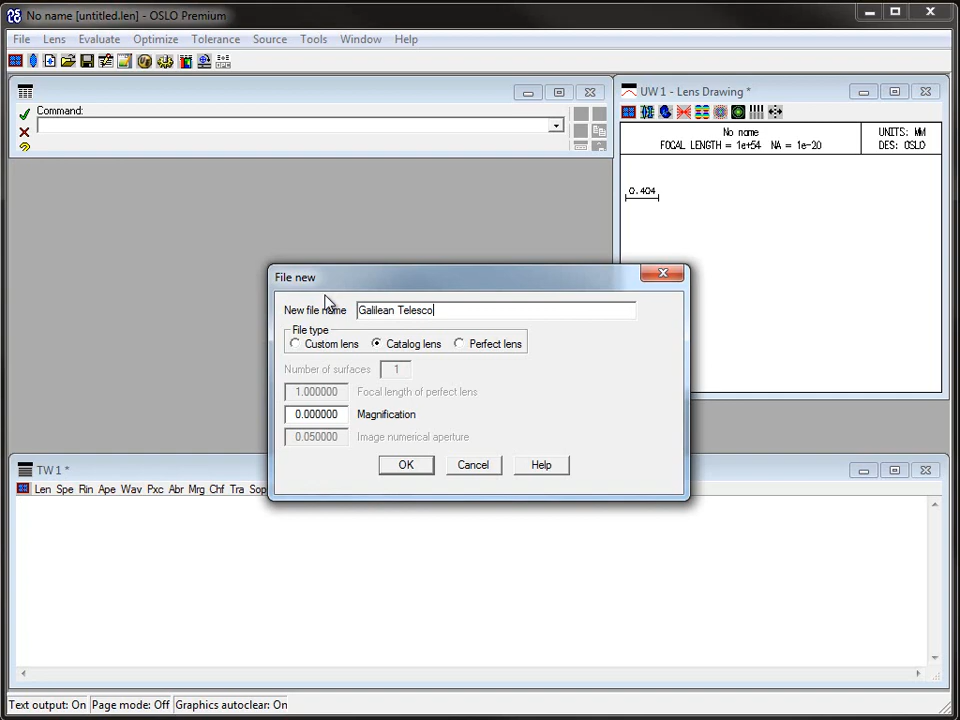 No name [untitled.len] - OSLO Premium
File Lens Evaluate Optimize Tolerance Source Tools Window Help
Command:
UW 1 - Lens Drawing *
No name
FOCAL LENGTH = 1e+54 NA = 1e-20
UNITS: MM
DES: OSLO
0.404
File new
New file name Galilean Telesco
File type
Custom lens Catalog lens Perfect lens
Number of surfaces 1
1.000000 Focal length of perfect lens
0.000000 Magnification
0.050000 Image numerical aperture
OK Cancel Help
TW 1 *
Len Spe Rin Ape Wav Pxc Abr Mrg Chf Tra Sop
Text output: On Page mode: Off Graphics autoclear: On